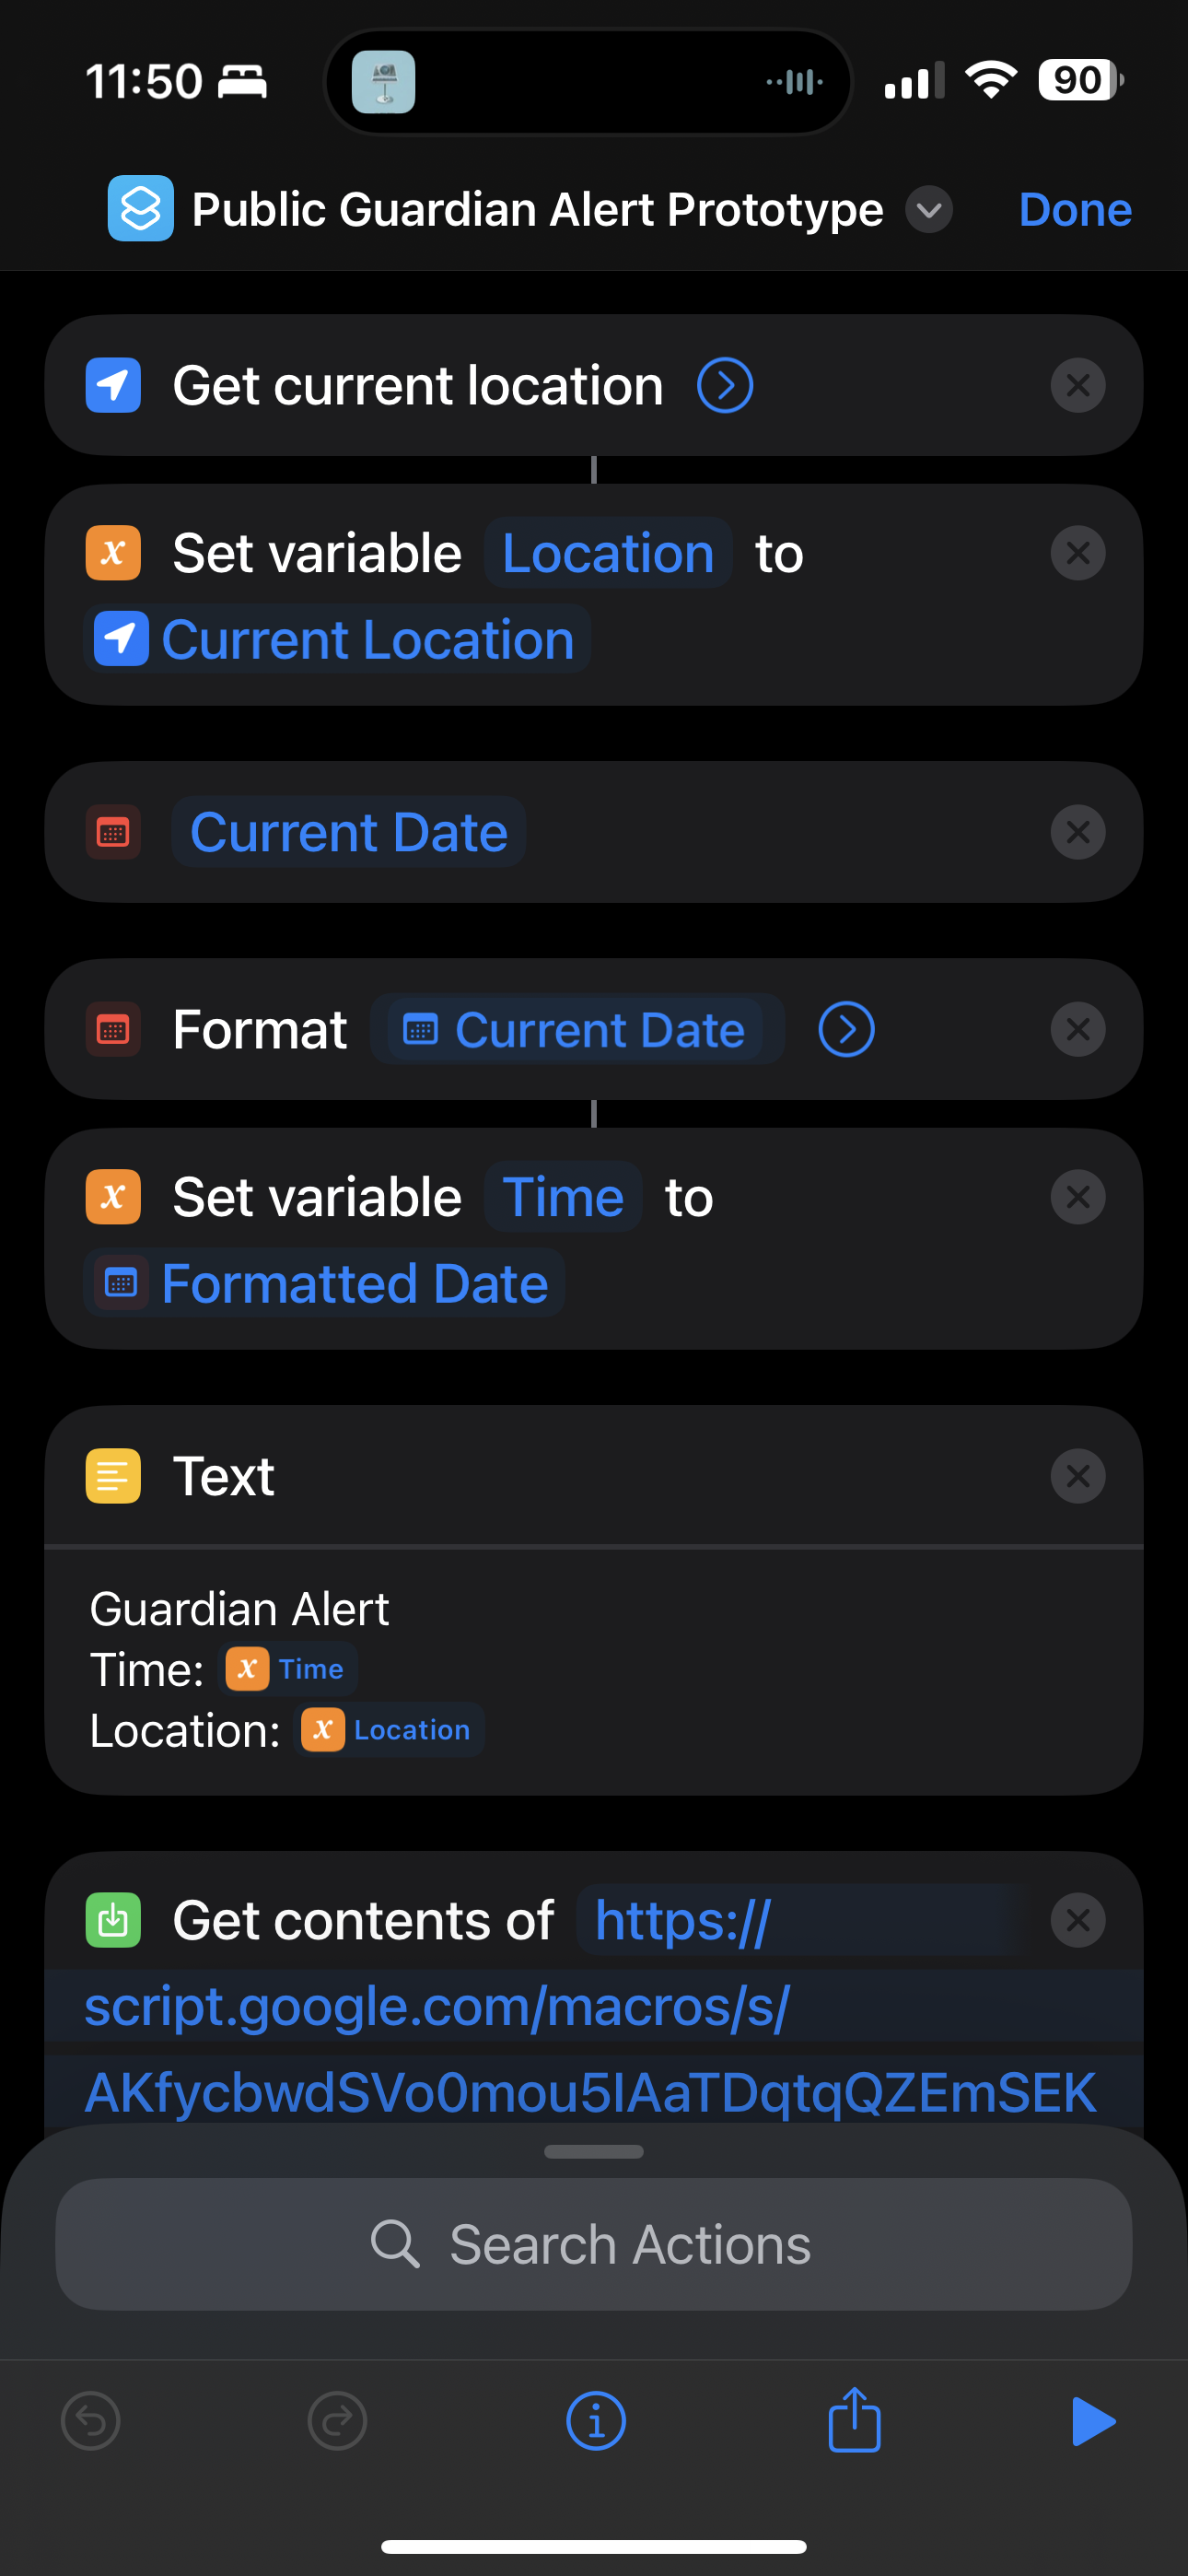 11:50
90
Public Guardian Alert Prototype
Done
Get current location
Set variable Location to
Current Location
Current Date
Format Current Date
Set variable Time to
Formatted Date
Text
Guardian Alert
Time: x Time
Location: x Location
Get contents of https://
script.google.com/macros/s/
AKfycbwdSVo0mou5IAaTDqtqQZEmSEK
Search Actions